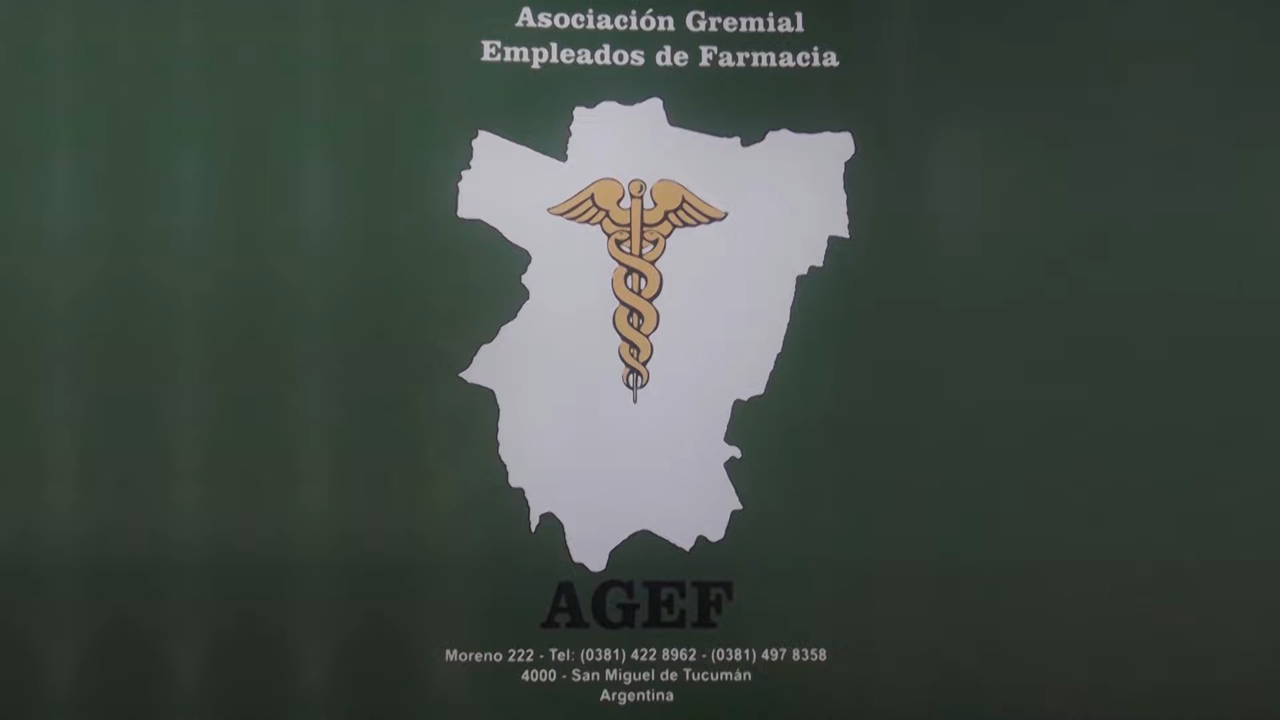 Asociación Gremial
Empleados de Farmacia
AGEF
Moreno 222 - Tel: (0381) 422 8962 - (0381) 497 8358
4000 - San Miguel de Tucumán
Argentina